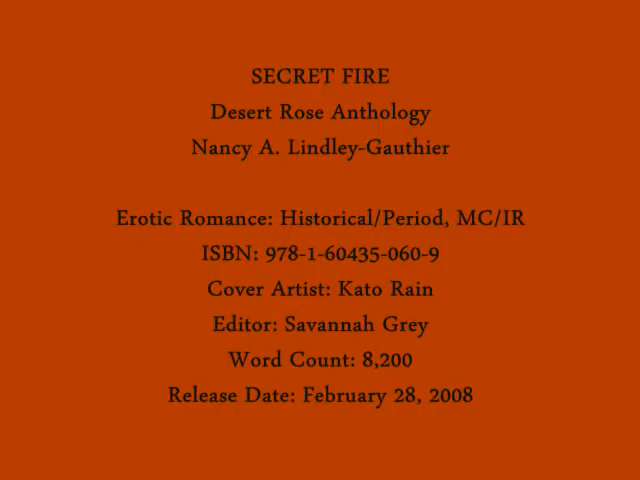 SECRET FIRE
Desert Rose Anthology
Nancy A. Lindley-Gauthier
Erotic Romance: Historical/Period, MC/IR
ISBN: 978-1-60435-060-9
Cover Artist: Kato Rain
Editor: Savannah Grey
Word Count: 8,200
Release Date: February 28, 2008